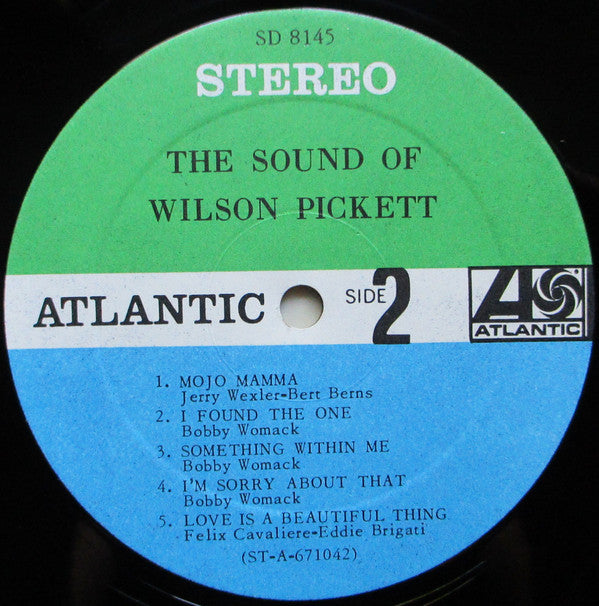 SD 8145
STEREO
THE SOUND OF
WILSON PICKETT
ATLANTIC
SIDE 2
ATLANTIC
1. MOJO MAMMA
Jerry Wexler-Bert Berns
2. I FOUND THE ONE
Bobby Womack
3. SOMETHING WITHIN ME
Bobby Womack
4. I'M SORRY ABOUT THAT
Bobby Womack
5. LOVE IS A BEAUTIFUL THING
Felix Cavaliere-Eddie Brigati
(ST-A-671042)